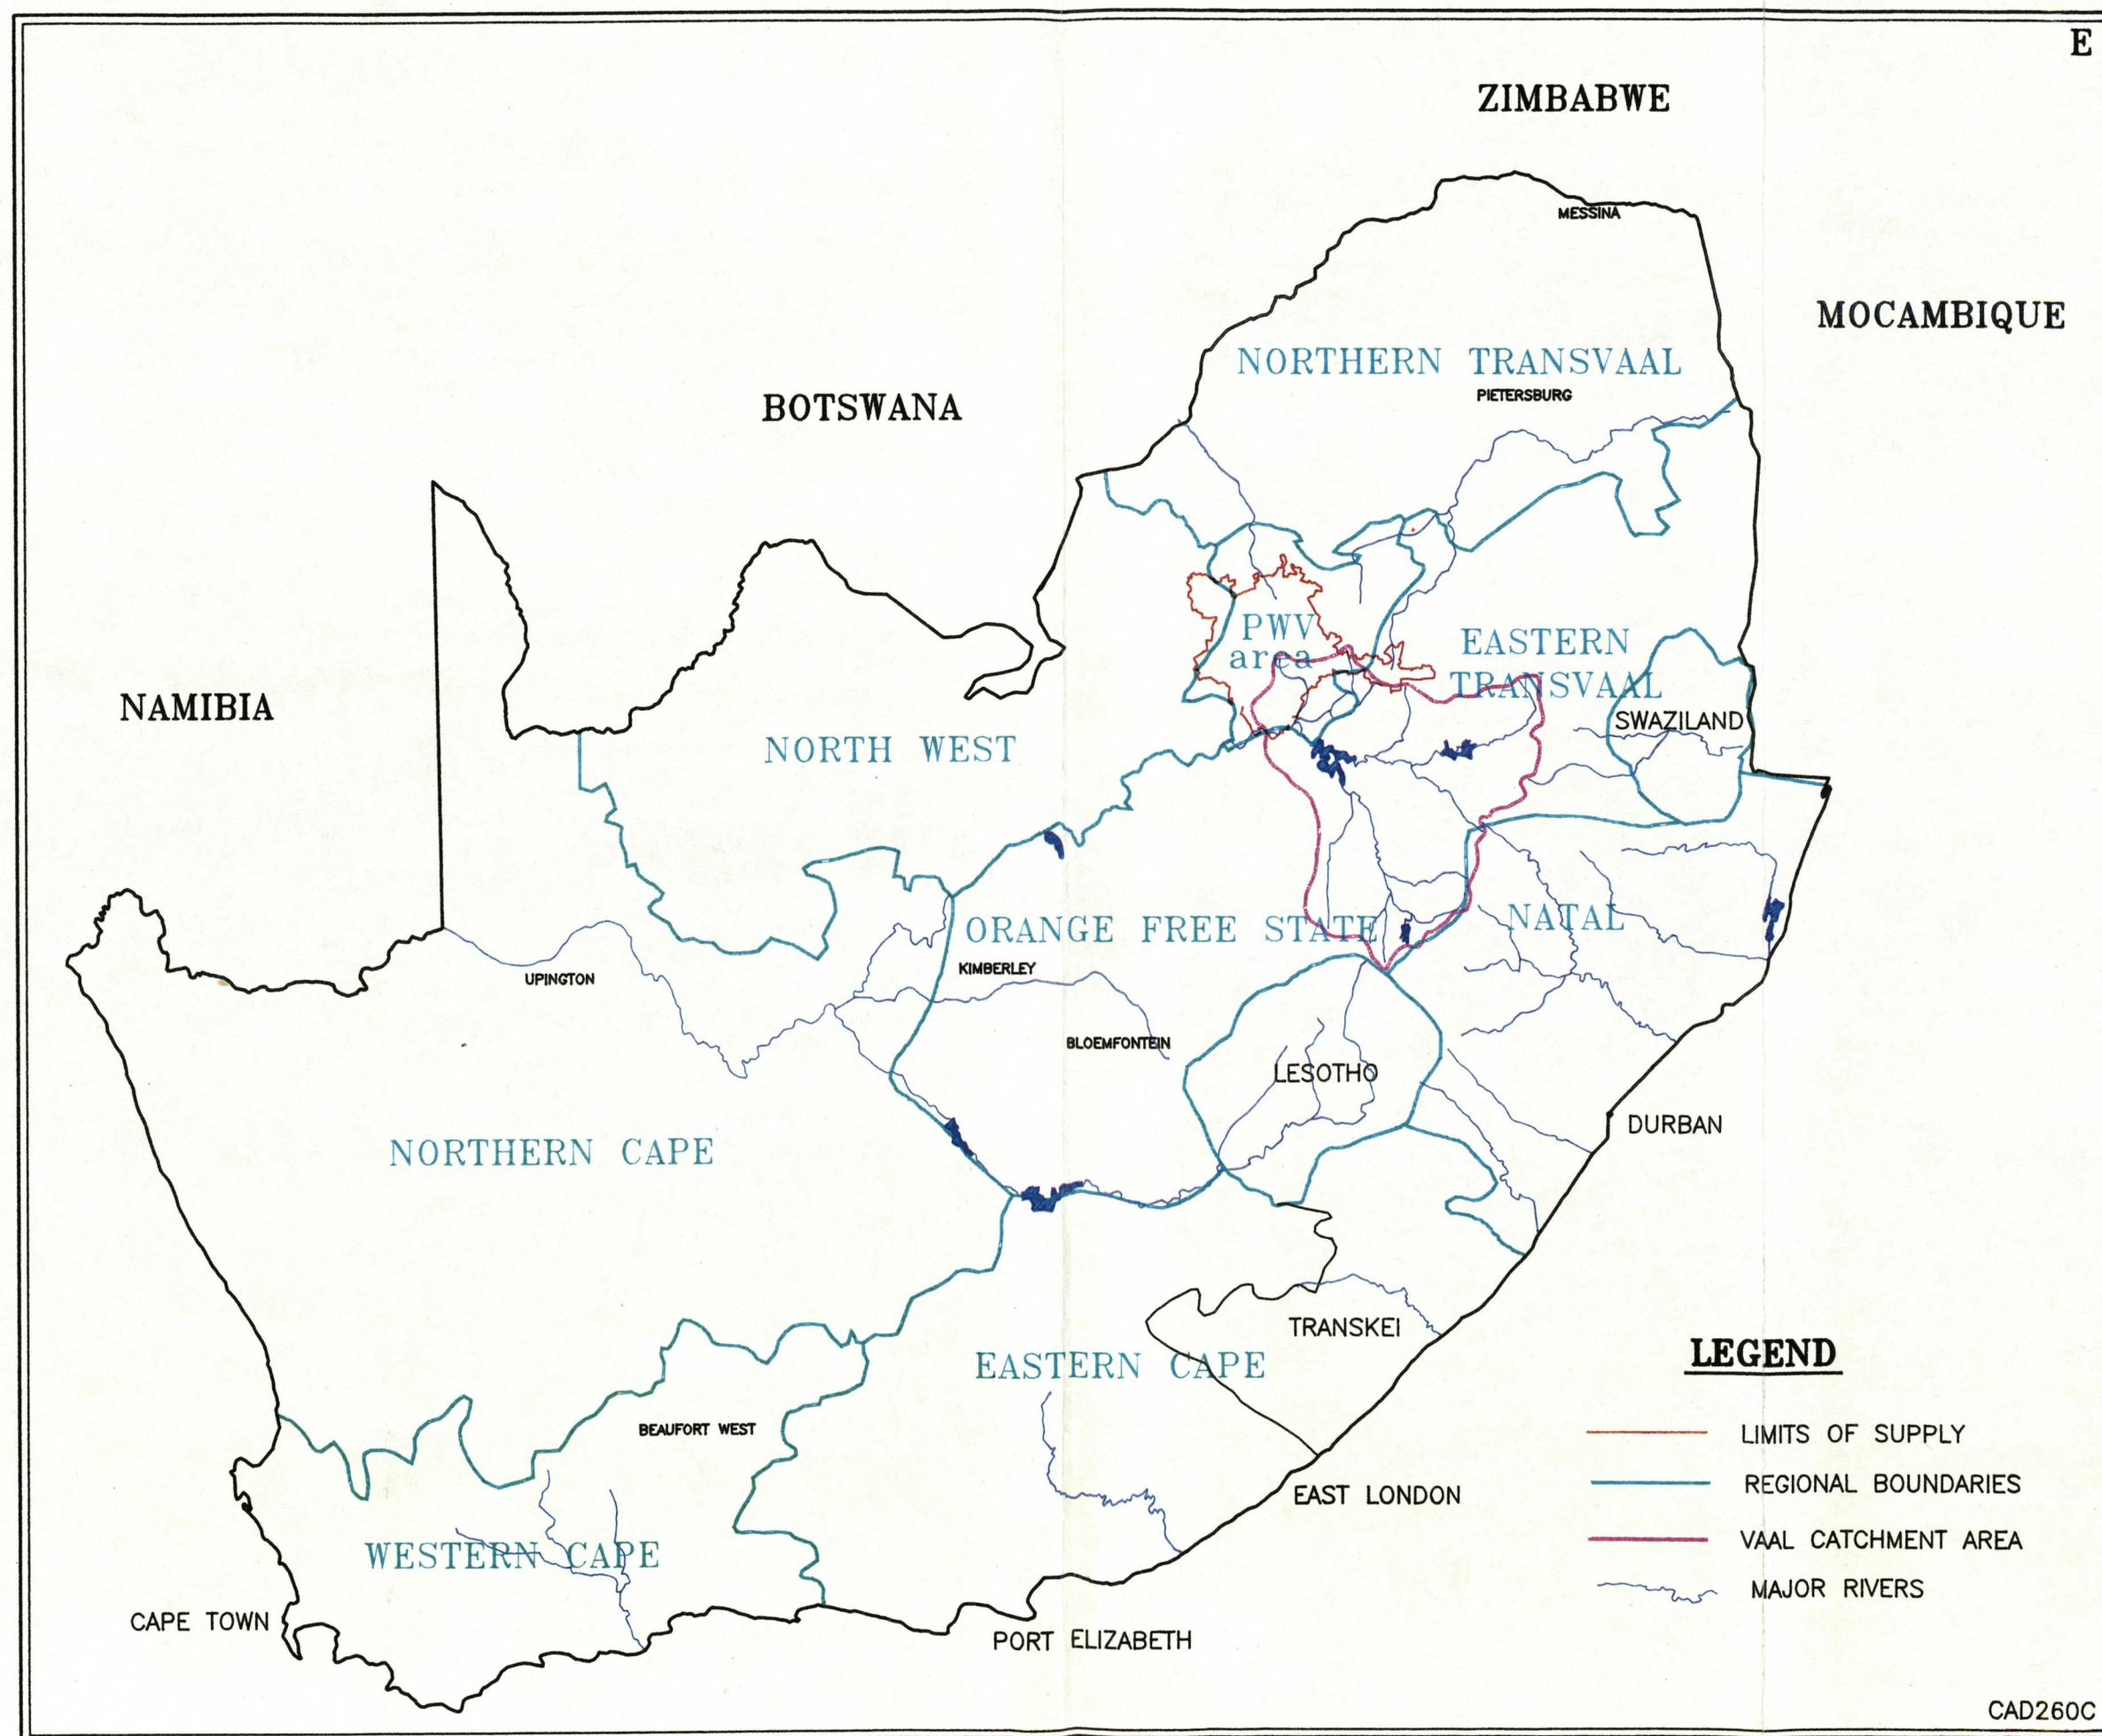 E
ZIMBABWE
MESSINA
MOCAMBIQUE
NORTHERN TRANSVAAL
PIETERSBURG
BOTSWANA
PWV
area
EASTERN
TRANSVAAL
NAMIBIA
SWAZILAND
NORTH WEST
ORANGE FREE STATE
NATAL
KIMBERLEY
UPINGTON
BLOEMFONTEIN
LESOTHO
DURBAN
NORTHERN CAPE
TRANSKEI
EASTERN CAPE
BEAUFORT WEST
EAST LONDON
WESTERN CAPE
CAPE TOWN
PORT ELIZABETH
LEGEND
LIMITS OF SUPPLY
REGIONAL BOUNDARIES
VAAL CATCHMENT AREA
MAJOR RIVERS
CAD260C